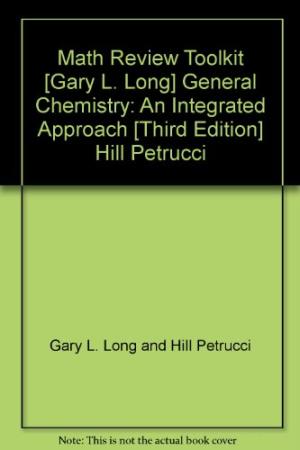 Math Review Toolkit
[Gary L. Long] General
Chemistry: An Integrated
Approach [Third Edition]
Hill Petrucci
Gary L. Long and Hill Petrucci
Note: This is not the actual book cover